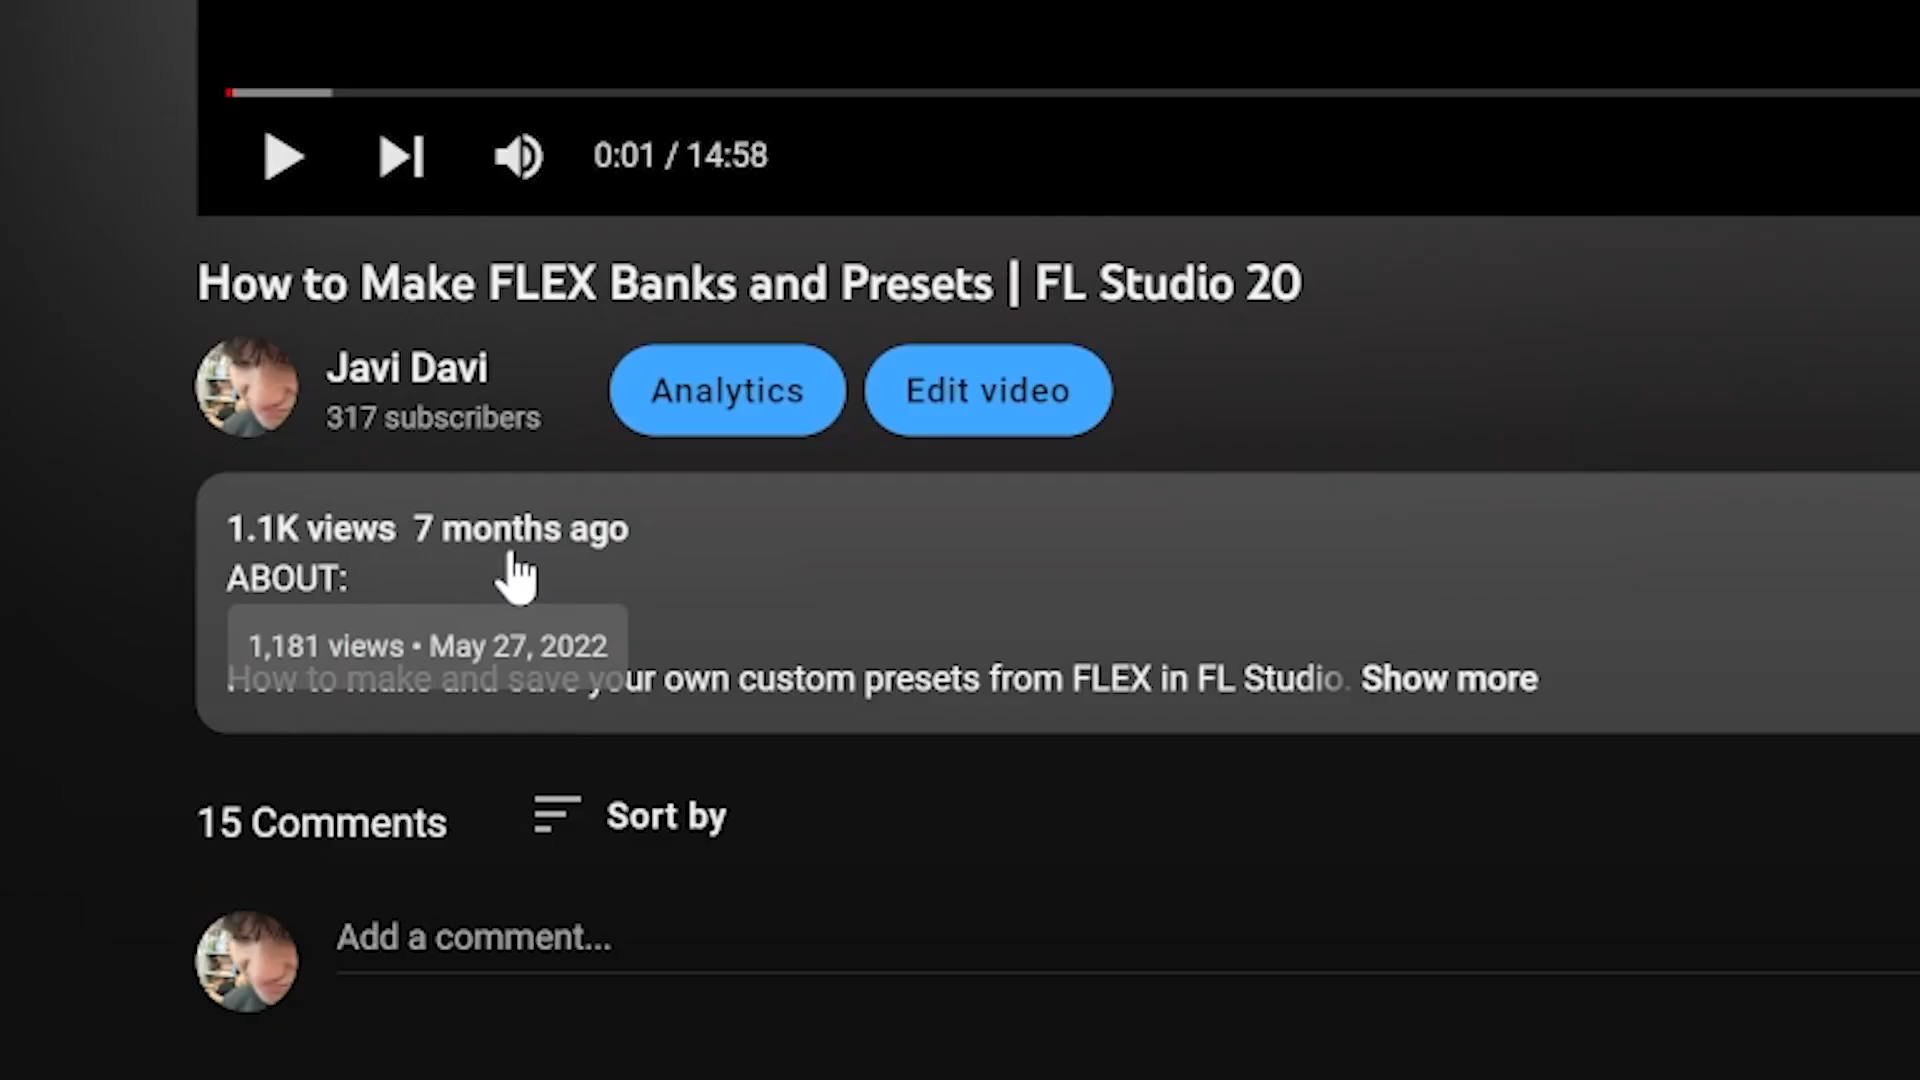 0:01 / 14:58
How to Make FLEX Banks and Presets | FL Studio 20
Javi Davi
317 subscribers
Analytics
Edit video
1.1K views 7 months ago
ABOUT:
1,181 views • May 27, 2022
How to make and save your own custom presets from FLEX in FL Studio. Show more
15 Comments
Sort by
Add a comment...